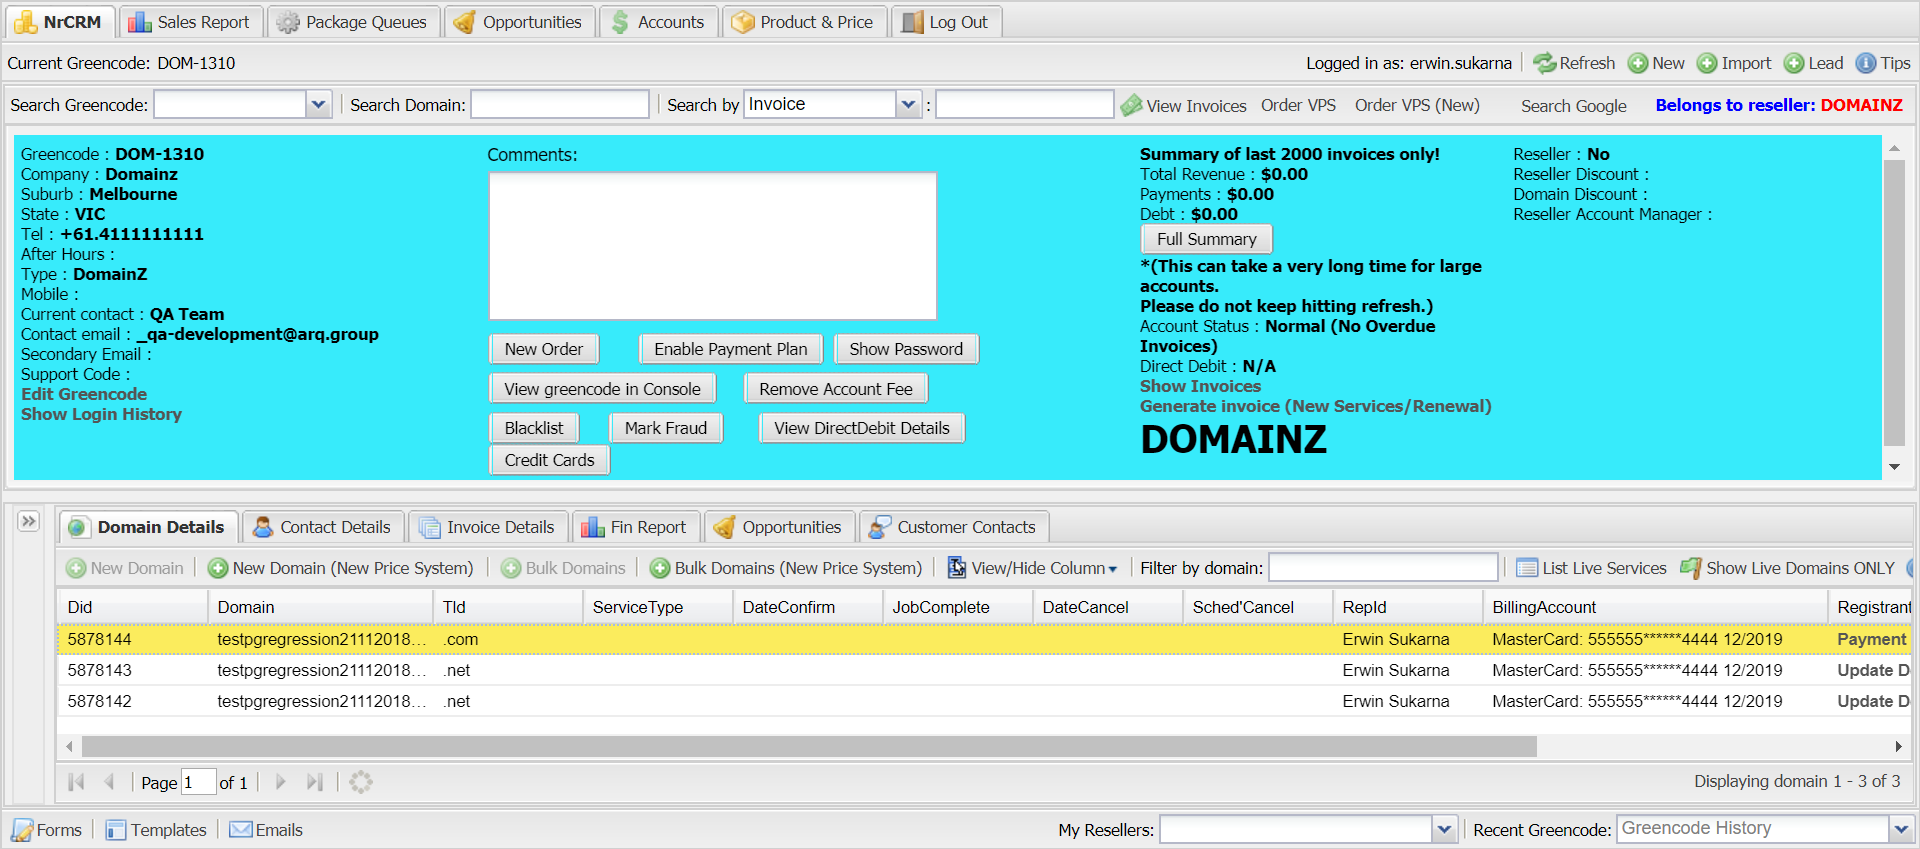 NrCRM Sales Report Package Queues Opportunities Accounts Product & Price Log Out
Current Greencode: DOM-1310 Logged in as: erwin.sukarna Refresh New Import Lead Tips
Search Greencode: Search Domain: Search by Invoice : View Invoices Order VPS Order VPS (New) Search Google Belongs to reseller: DOMAINZ
Greencode : DOM-1310
Company : Domainz
Suburb : Melbourne
State : VIC
Tel : +61.4111111111
After Hours :
Type : DomainZ
Mobile :
Current contact : QA Team
Contact email : _qa-development@arq.group
Secondary Email :
Support Code :
Edit Greencode
Show Login History
Comments:
New Order Enable Payment Plan Show Password
View greencode in Console Remove Account Fee
Blacklist Mark Fraud View DirectDebit Details
Credit Cards
Summary of last 2000 invoices only!
Total Revenue : $0.00
Payments : $0.00
Debt : $0.00
Full Summary
*(This can take a very long time for large
accounts.
Please do not keep hitting refresh.)
Account Status : Normal (No Overdue
Invoices)
Direct Debit : N/A
Show Invoices
Generate invoice (New Services/Renewal)
DOMAINZ
Reseller : No
Reseller Discount :
Domain Discount :
Reseller Account Manager :
Domain Details Contact Details Invoice Details Fin Report Opportunities Customer Contacts
New Domain New Domain (New Price System) Bulk Domains Bulk Domains (New Price System) View/Hide Column Filter by domain: List Live Services Show Live Domains ONLY
Did Domain Tld ServiceType DateConfirm JobComplete DateCancel Sched'Cancel RepId BillingAccount Registrant
5878144 testpgregression21112018... .com Erwin Sukarna MasterCard: 555555******4444 12/2019 Payment
5878143 testpgregression21112018... .net Erwin Sukarna MasterCard: 555555******4444 12/2019 Update D
5878142 testpgregression21112018... .net Erwin Sukarna MasterCard: 555555******4444 12/2019 Update D
Page 1 of 1 Displaying domain 1 - 3 of 3
Forms Templates Emails My Resellers: Recent Greencode: Greencode History